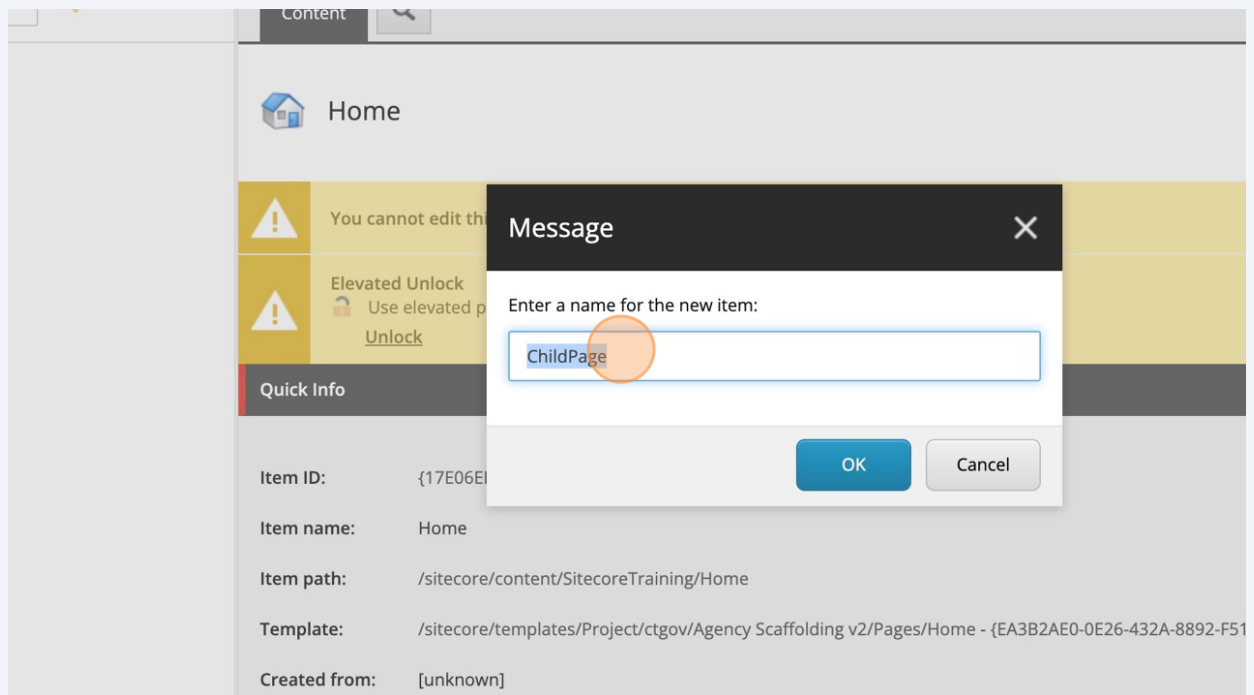 Content
Home
You cannot edit thi
Message
Elevated Unlock
Use elevated p
Unlock
Enter a name for the new item:
ChildPage
OK
Cancel
Quick Info
Item ID: {17E06E
Item name: Home
Item path: /sitecore/content/SitecoreTraining/Home
Template: /sitecore/templates/Project/ctgov/Agency Scaffolding v2/Pages/Home - {EA3B2AE0-0E26-432A-8892-F51
Created from: [unknown]